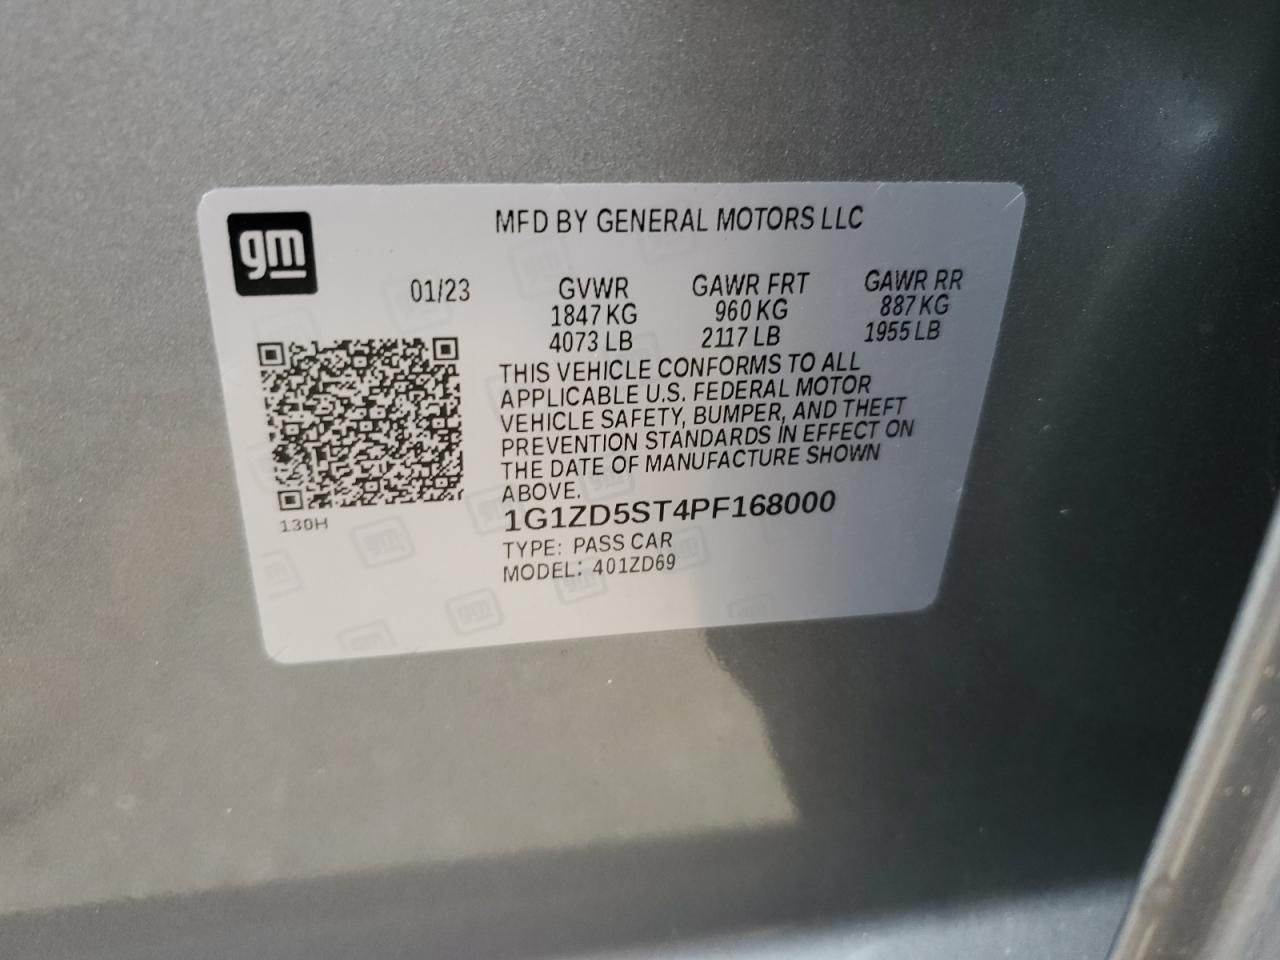 gm
MFD BY GENERAL MOTORS LLC
01/23 GVWR GAWR FRT GAWR RR
1847 KG 960 KG 887 KG
4073 LB 2117 LB 1955 LB
THIS VEHICLE CONFORMS TO ALL
APPLICABLE U.S. FEDERAL MOTOR
VEHICLE SAFETY, BUMPER, AND THEFT
PREVENTION STANDARDS IN EFFECT ON
THE DATE OF MANUFACTURE SHOWN
ABOVE.
1G1ZD5ST4PF168000
130H
TYPE: PASS CAR
MODEL: 401ZD69